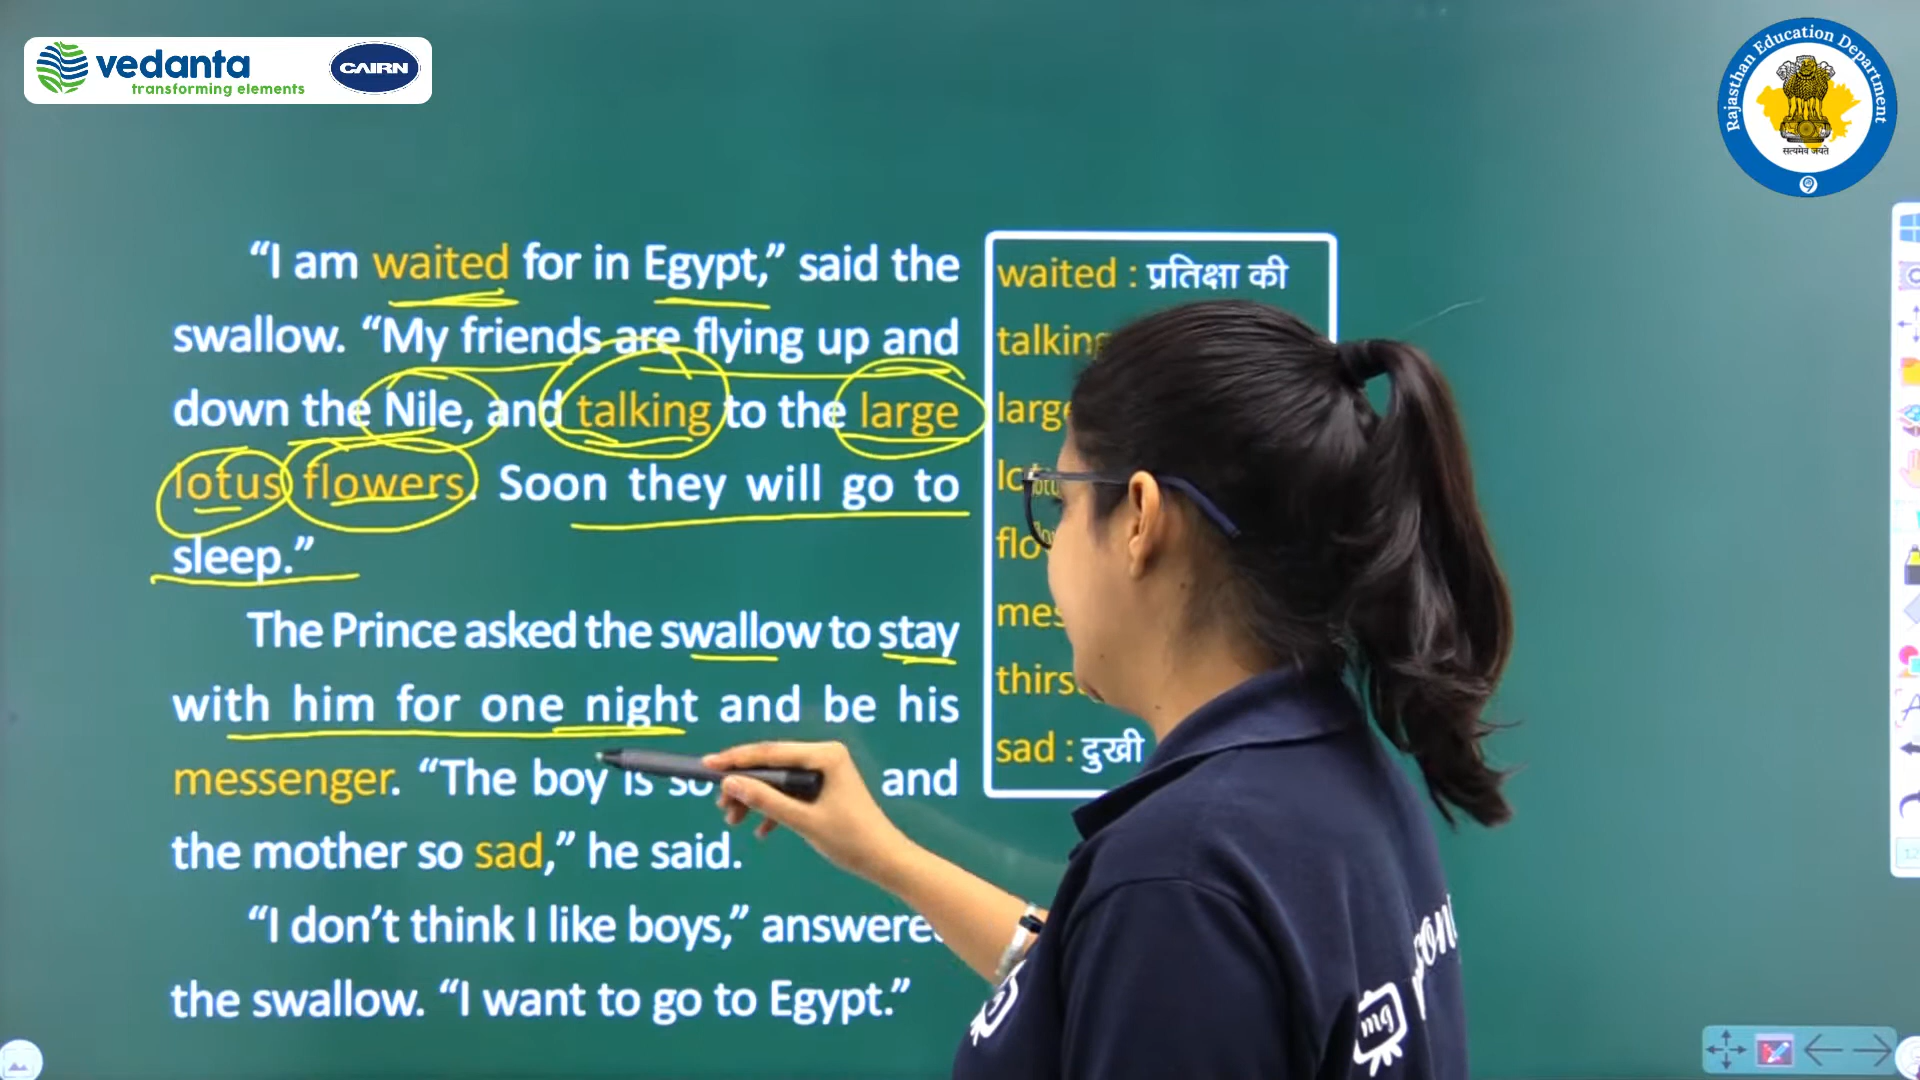 vedanta
transforming elements
CAIRN
Rajasthan Education Department
सत्यमेव जयते
“I am waited for in Egypt,” said the
swallow. “My friends are flying up and
down the Nile, and talking to the large
lotus flowers. Soon they will go to
sleep.”
The Prince asked the swallow to stay
with him for one night and be his
messenger. “The boy is and
the mother so sad,” he said.
“I don’t think I like boys,” answere
the swallow. “I want to go to Egypt.”
waited : प्रतिक्षा की
talking
large
sad : दुखी
mg